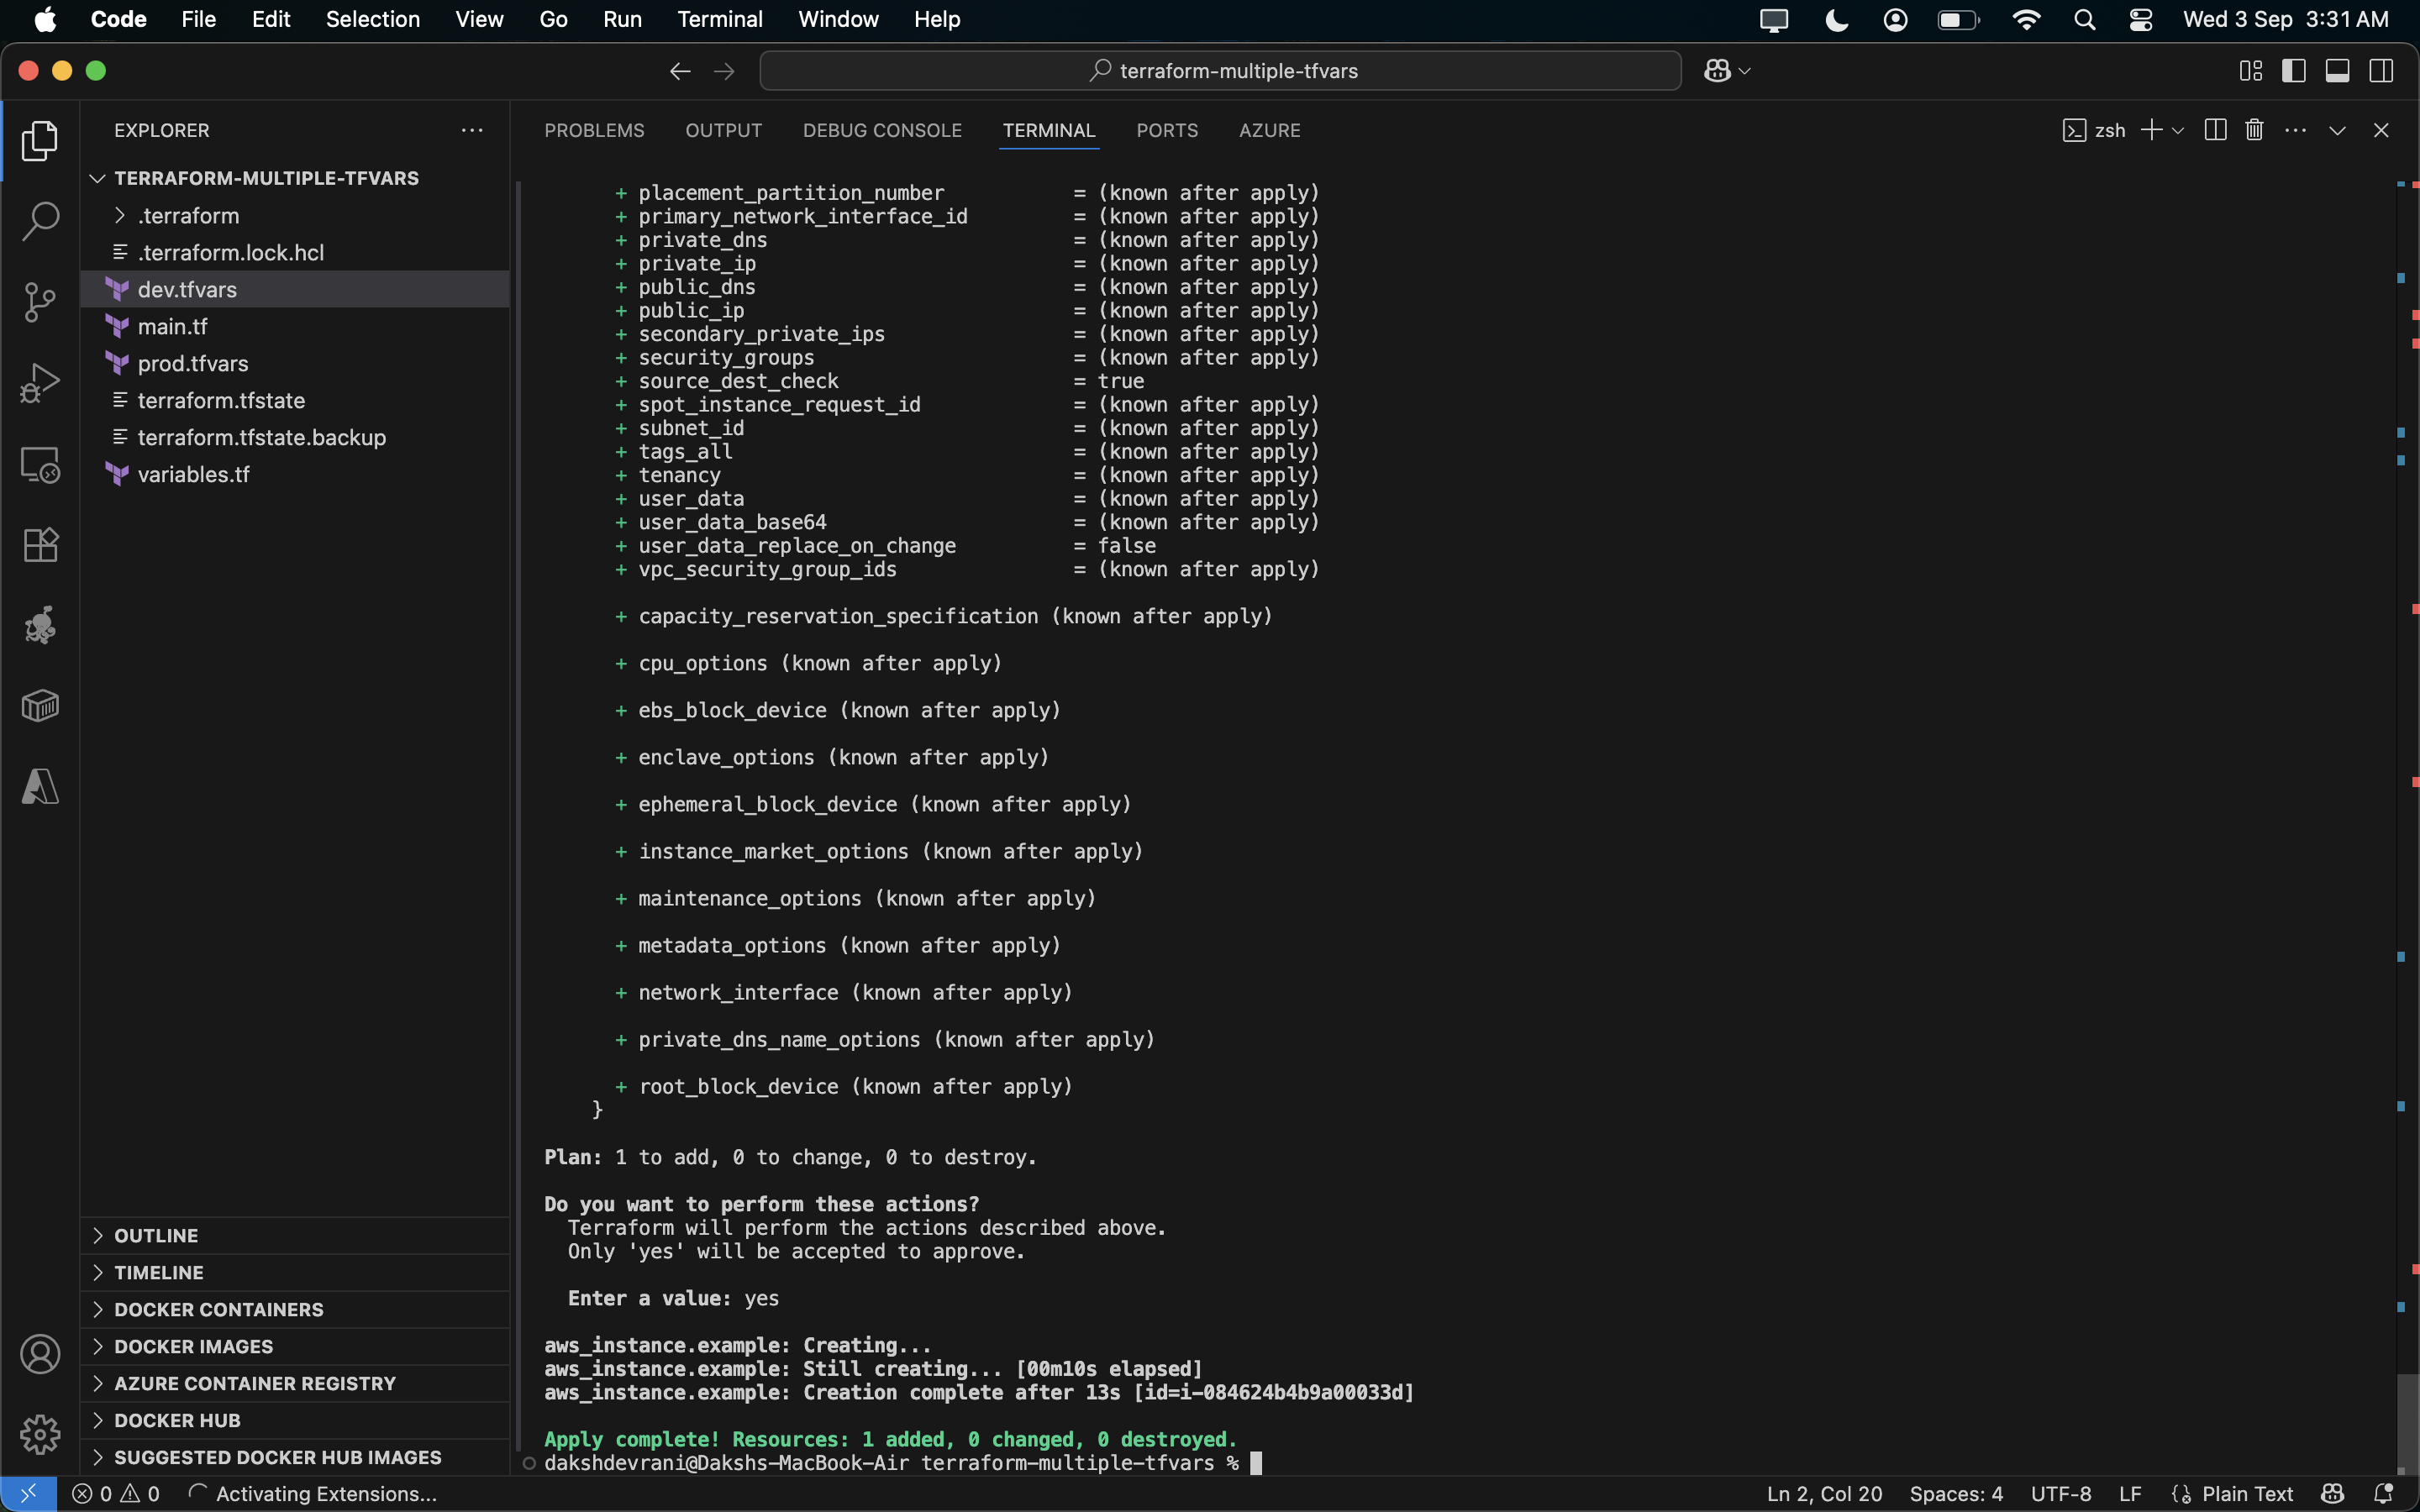 Code File Edit Selection View Go Run Terminal Window Help Wed 3 Sep 3:31 AM
terraform-multiple-tfvars
EXPLORER
TERRAFORM-MULTIPLE-TFVARS
.terraform
.terraform.lock.hcl
dev.tfvars
main.tf
prod.tfvars
terraform.tfstate
terraform.tfstate.backup
variables.tf
OUTLINE
TIMELINE
DOCKER CONTAINERS
DOCKER IMAGES
AZURE CONTAINER REGISTRY
DOCKER HUB
SUGGESTED DOCKER HUB IMAGES
PROBLEMS OUTPUT DEBUG CONSOLE TERMINAL PORTS AZURE zsh
+ placement_partition_number = (known after apply)
+ primary_network_interface_id = (known after apply)
+ private_dns = (known after apply)
+ private_ip = (known after apply)
+ public_dns = (known after apply)
+ public_ip = (known after apply)
+ secondary_private_ips = (known after apply)
+ security_groups = (known after apply)
+ source_dest_check = true
+ spot_instance_request_id = (known after apply)
+ subnet_id = (known after apply)
+ tags_all = (known after apply)
+ tenancy = (known after apply)
+ user_data = (known after apply)
+ user_data_base64 = (known after apply)
+ user_data_replace_on_change = false
+ vpc_security_group_ids = (known after apply)
+ capacity_reservation_specification (known after apply)
+ cpu_options (known after apply)
+ ebs_block_device (known after apply)
+ enclave_options (known after apply)
+ ephemeral_block_device (known after apply)
+ instance_market_options (known after apply)
+ maintenance_options (known after apply)
+ metadata_options (known after apply)
+ network_interface (known after apply)
+ private_dns_name_options (known after apply)
+ root_block_device (known after apply)
}
Plan: 1 to add, 0 to change, 0 to destroy.
Do you want to perform these actions?
Terraform will perform the actions described above.
Only 'yes' will be accepted to approve.
Enter a value: yes
aws_instance.example: Creating...
aws_instance.example: Still creating... [00m10s elapsed]
aws_instance.example: Creation complete after 13s [id=i-084624b4b9a00033d]
Apply complete! Resources: 1 added, 0 changed, 0 destroyed.
dakshdevrani@Dakshs-MacBook-Air terraform-multiple-tfvars %
0 0 Activating Extensions... Ln 2, Col 20 Spaces: 4 UTF-8 LF Plain Text